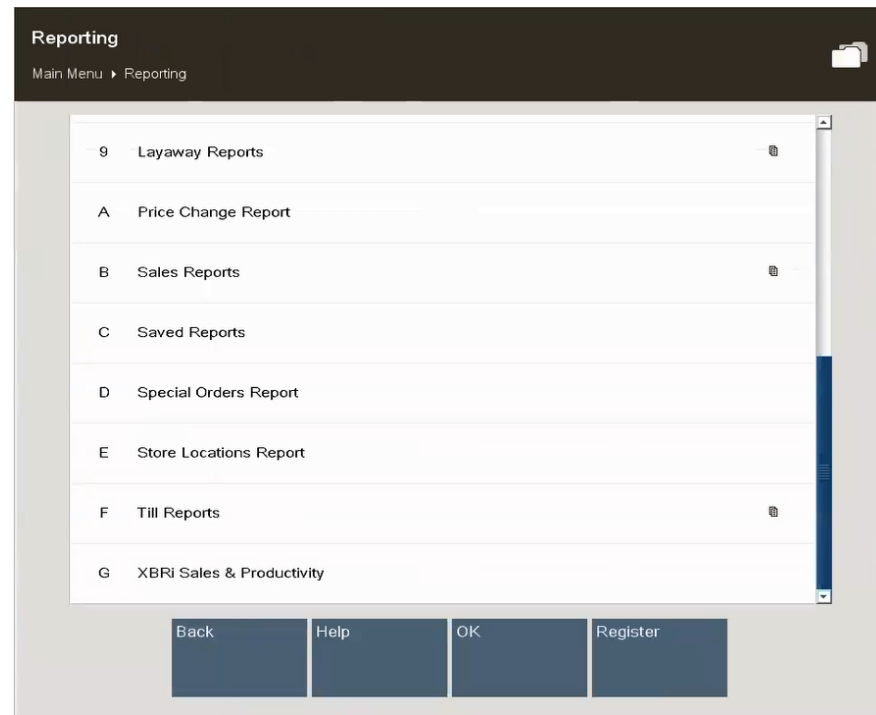 Reporting
Main Menu ▸ Reporting
9 Layaway Reports
A Price Change Report
B Sales Reports
C Saved Reports
D Special Orders Report
E Store Locations Report
F Till Reports
G XBRi Sales & Productivity
Back Help OK Register